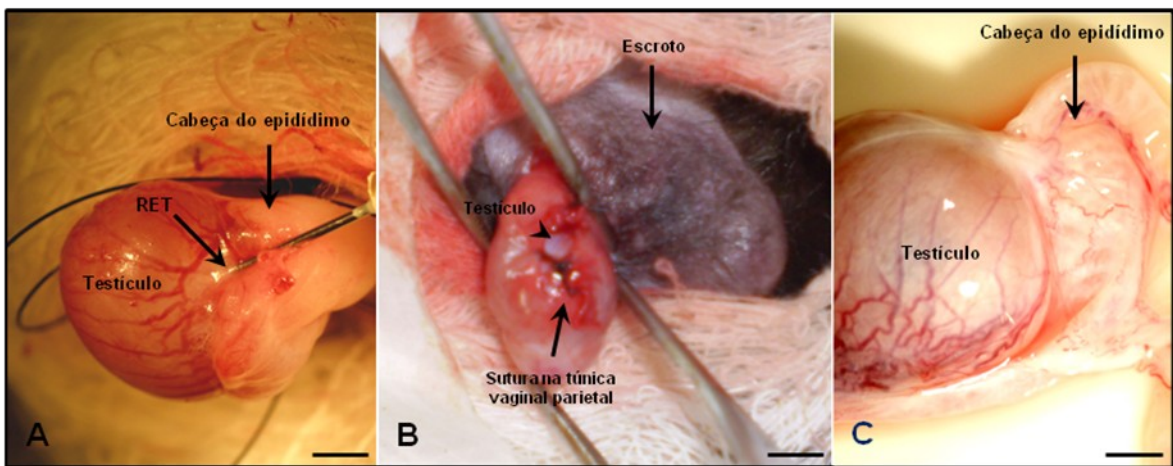 Cabeça do epidídimo
RET
Testículo
A
Escroto
Testículo
Sutura na túnica
vaginal parietal
B
Cabeça do epidídimo
Testículo
C